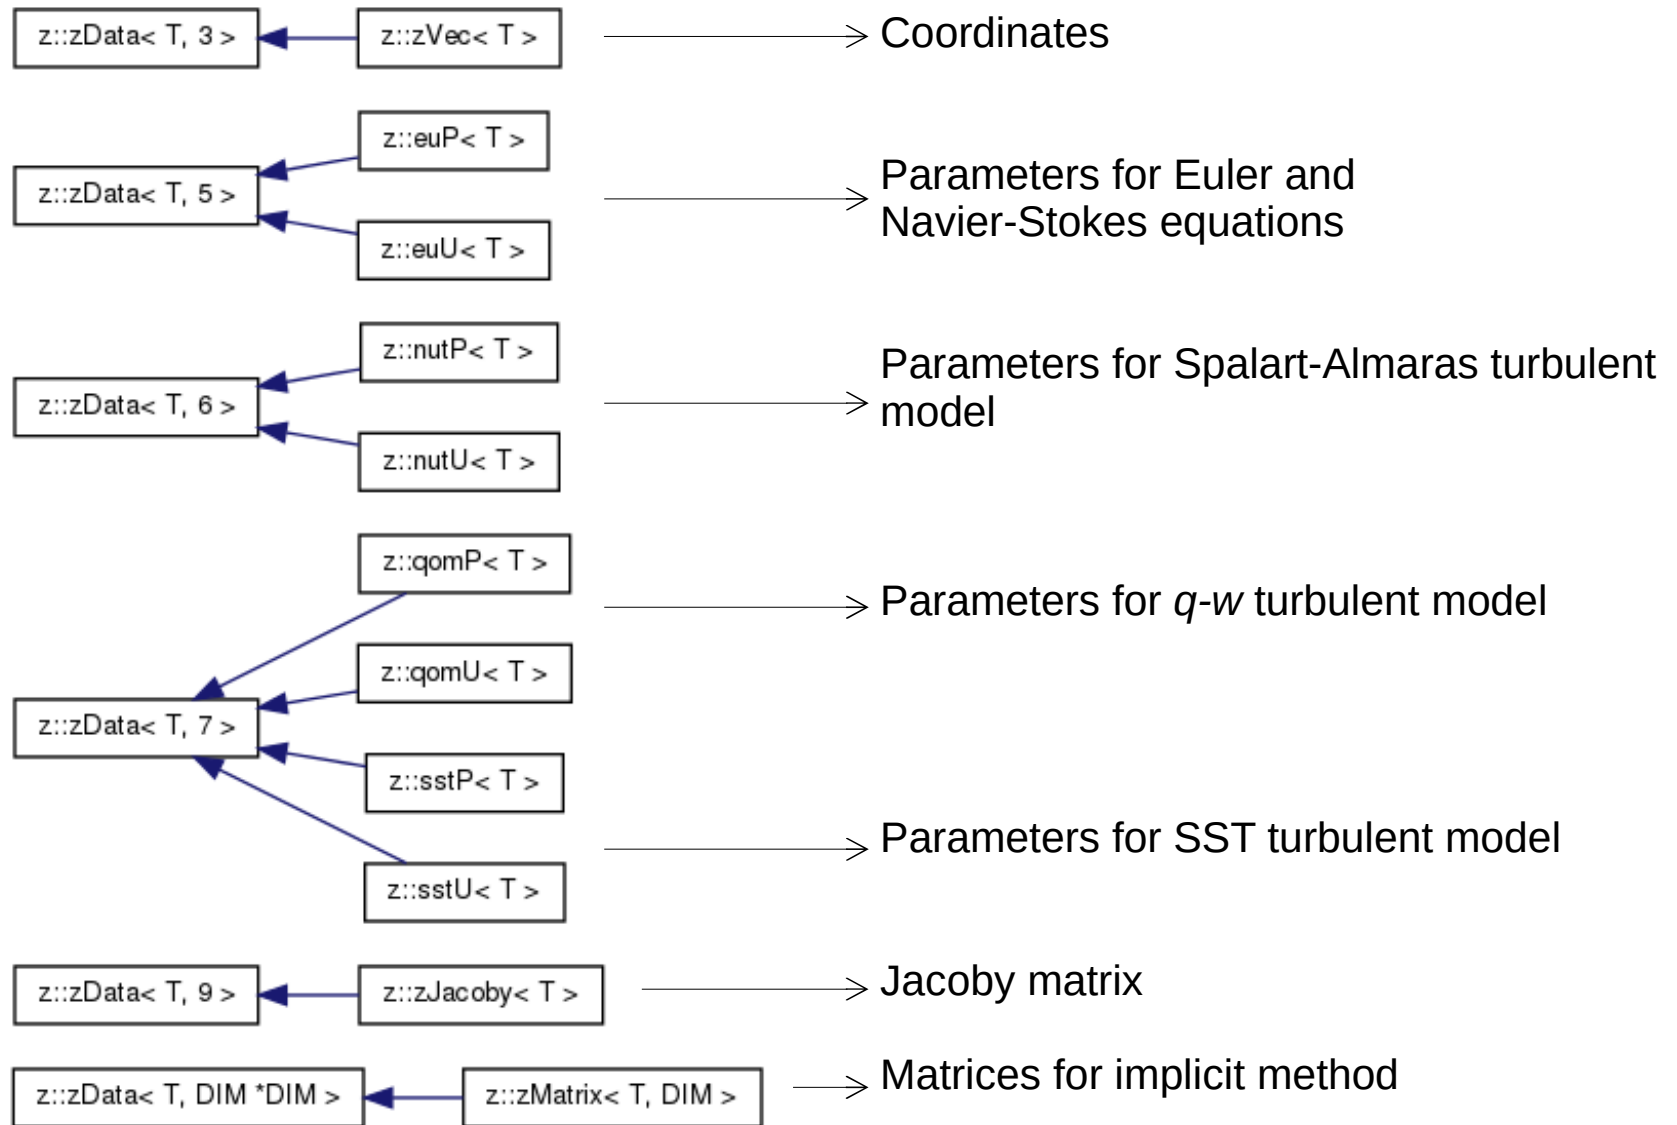 z::zData< T, 3 >
z::zVec< T >
Coordinates
z::euP< T >
z::zData< T, 5 >
z::euU< T >
Parameters for Euler and
Navier-Stokes equations
z::nutP< T >
z::zData< T, 6 >
z::nutU< T >
Parameters for Spalart-Almaras turbulent
model
z::qomP< T >
Parameters for q-w turbulent model
z::qomU< T >
z::zData< T, 7 >
z::sstP< T >
Parameters for SST turbulent model
z::sstU< T >
z::zData< T, 9 >
z::zJacoby< T >
Jacoby matrix
z::zData< T, DIM *DIM >
z::zMatrix< T, DIM >
Matrices for implicit method